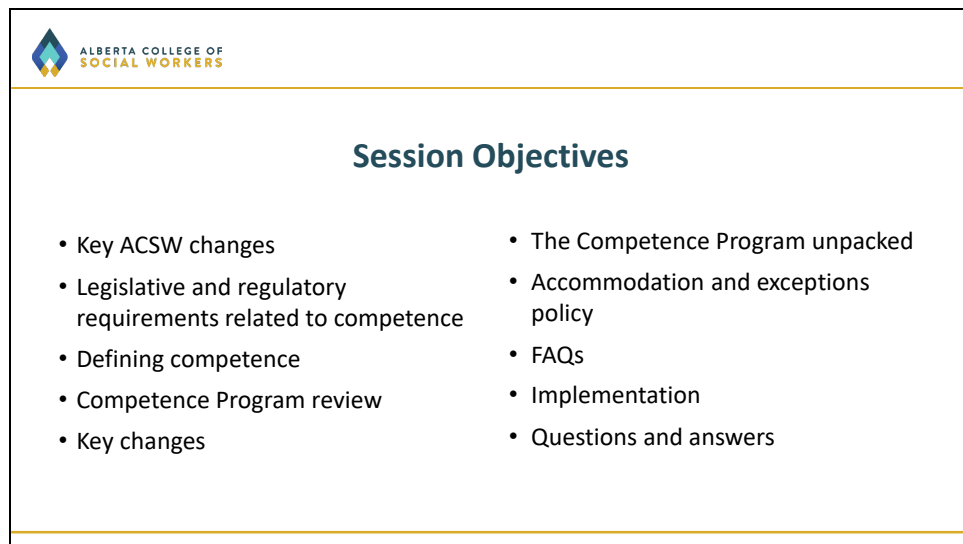 ALBERTA COLLEGE OF
SOCIAL WORKERS
Session Objectives
• Key ACSW changes
• Legislative and regulatory
requirements related to competence
• Defining competence
• Competence Program review
• Key changes
• The Competence Program unpacked
• Accommodation and exceptions
policy
• FAQs
• Implementation
• Questions and answers